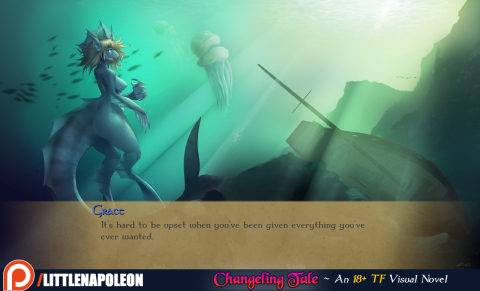 Grace
It's hard to be upset when you've been given everything you've
ever wanted.
/LITTLENAPOLEON
Changeling Tale ~ An 18+ TF Visual Novel